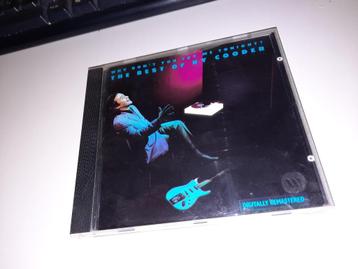 WHY DON'T YOU TRY ME TONIGHT?
THE BEST OF RY COODER
DIGITALLY REMASTERED